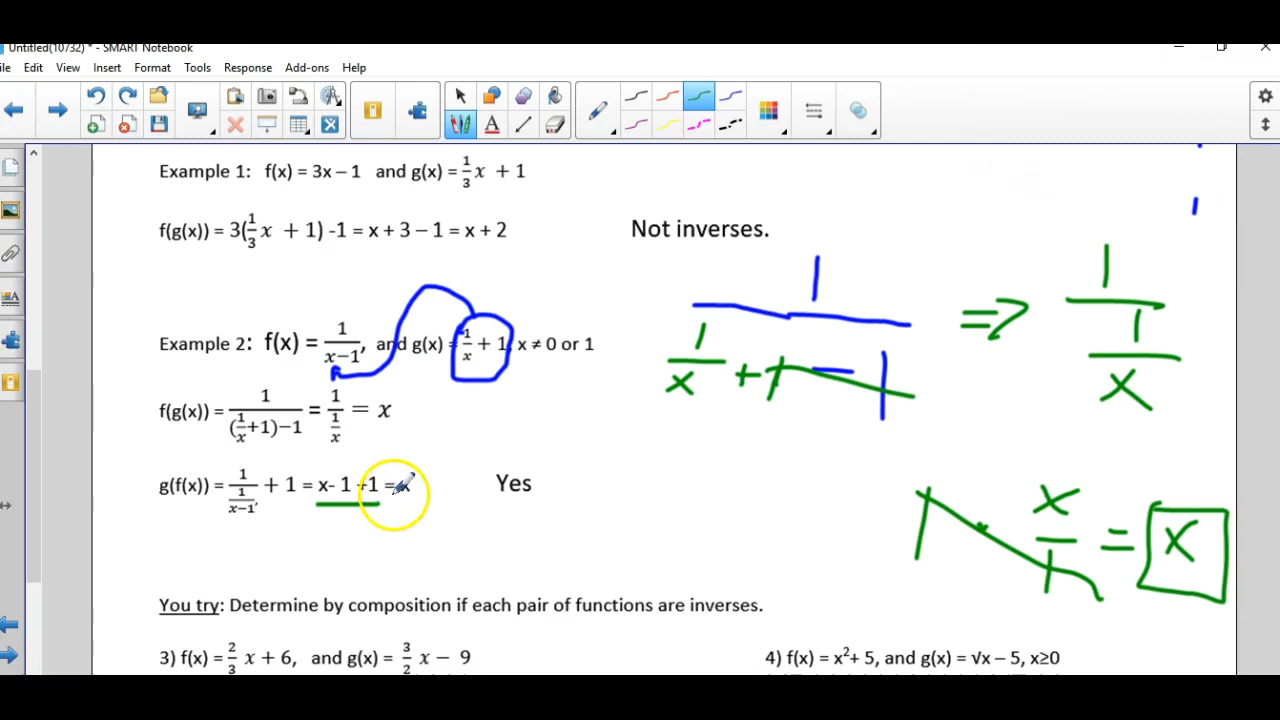 Untitled(10/32) * - SMART Notebook
ile Edit View Insert Format Tools Response Add-ons Help
Example 1: f(x) = 3x – 1 and g(x) = 1/3 x + 1
f(g(x)) = 3(1/3 x + 1) -1 = x + 3 – 1 = x + 2 Not inverses.
Example 2: f(x) = 1/(x−1), and g(x) = 1/x + 1, x ≠ 0 or 1
f(g(x)) = 1/((1/x+1)−1) = 1/(1/x) = x
g(f(x)) = 1/(1/(x−1)) + 1 = x- 1 +1 = x Yes
1/(1/x + 1 − 1) ⇒ 1/(1/x)
1 · x/1 = x
You try: Determine by composition if each pair of functions are inverses.
3) f(x) = 2/3 x + 6, and g(x) = 3/2 x − 9 4) f(x) = x²+ 5, and g(x) = √x – 5, x≥0